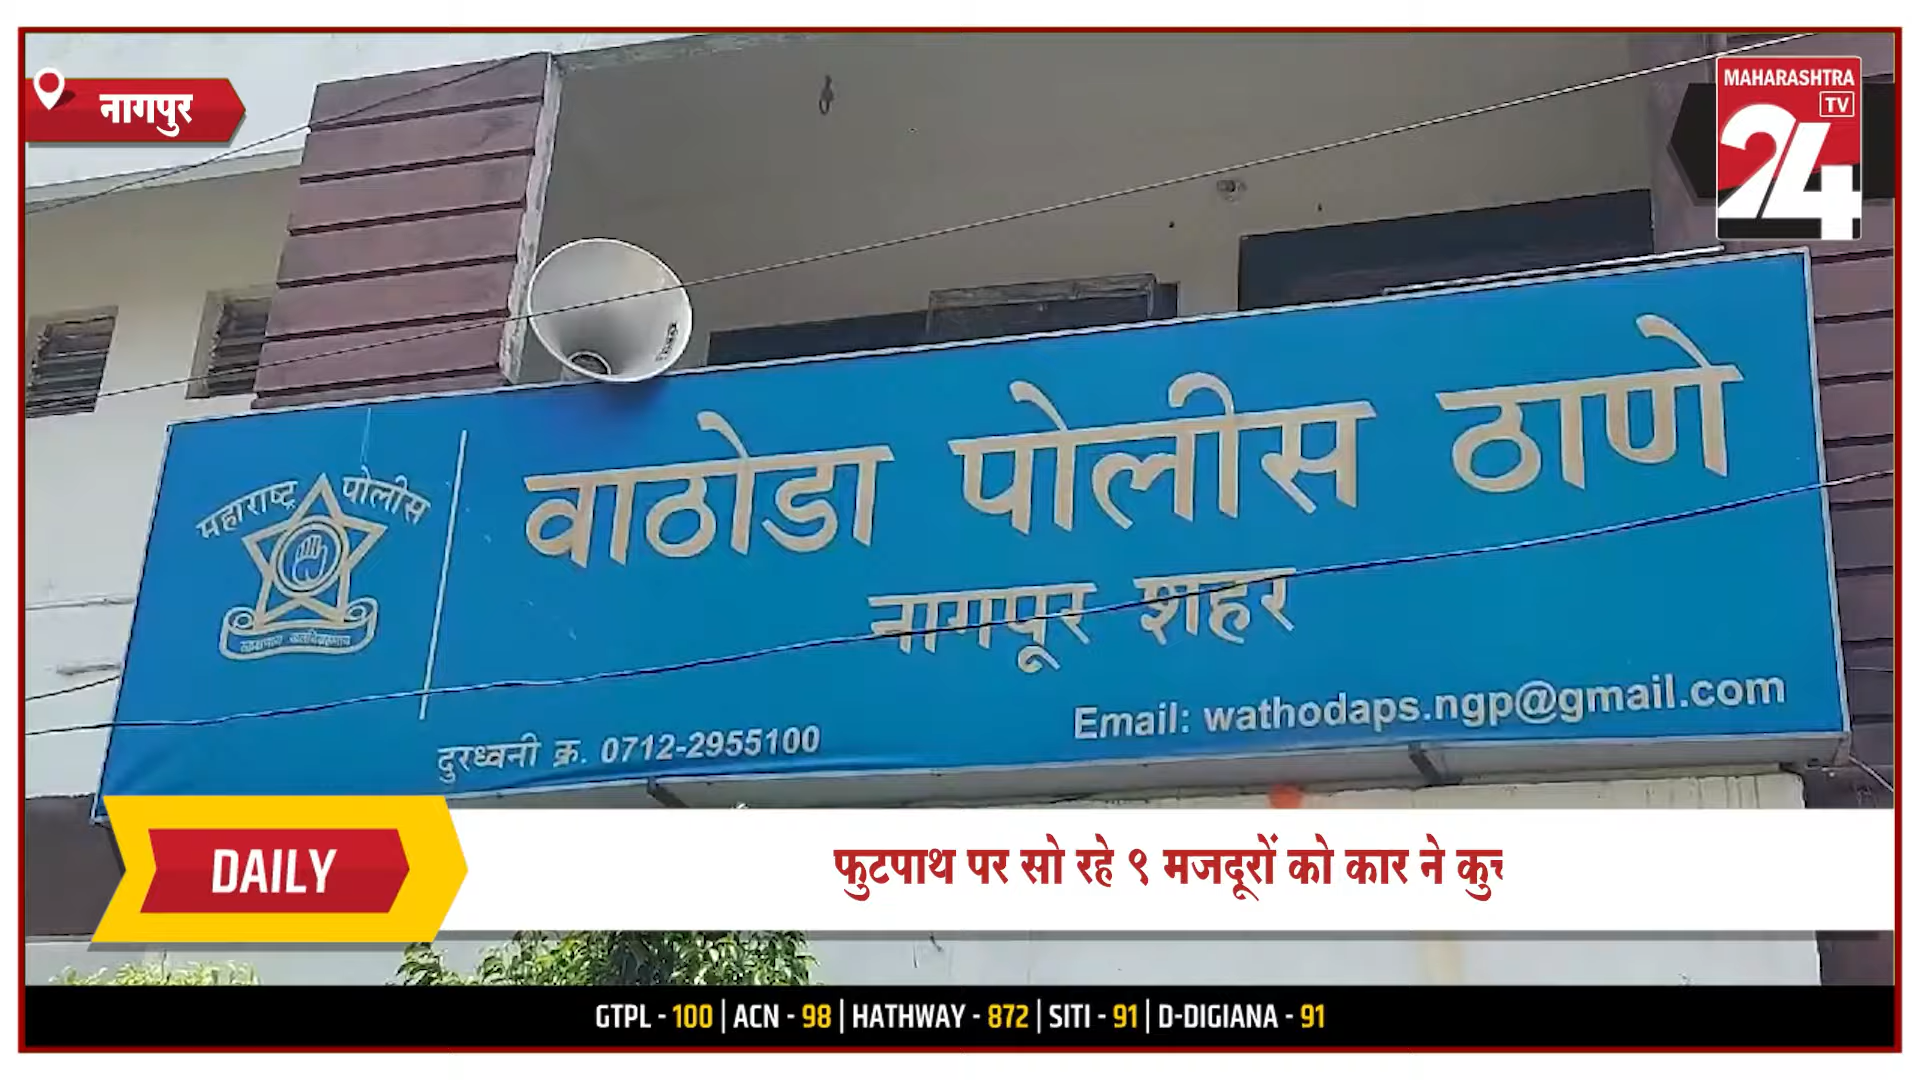 नागपुर
MAHARASHTRA
TV
24
महाराष्ट्र पोलीस
वाठोडा पोलीस ठाणे
नागपूर शहर
दुरध्वनी क्र. 0712-2955100
Email: wathodaps.ngp@gmail.com
DAILY
फुटपाथ पर सो रहे ९ मजदूरों को कार ने
GTPL - 100 | ACN - 98 | HATHWAY - 872 | SITI - 91 | D-DIGIANA - 91